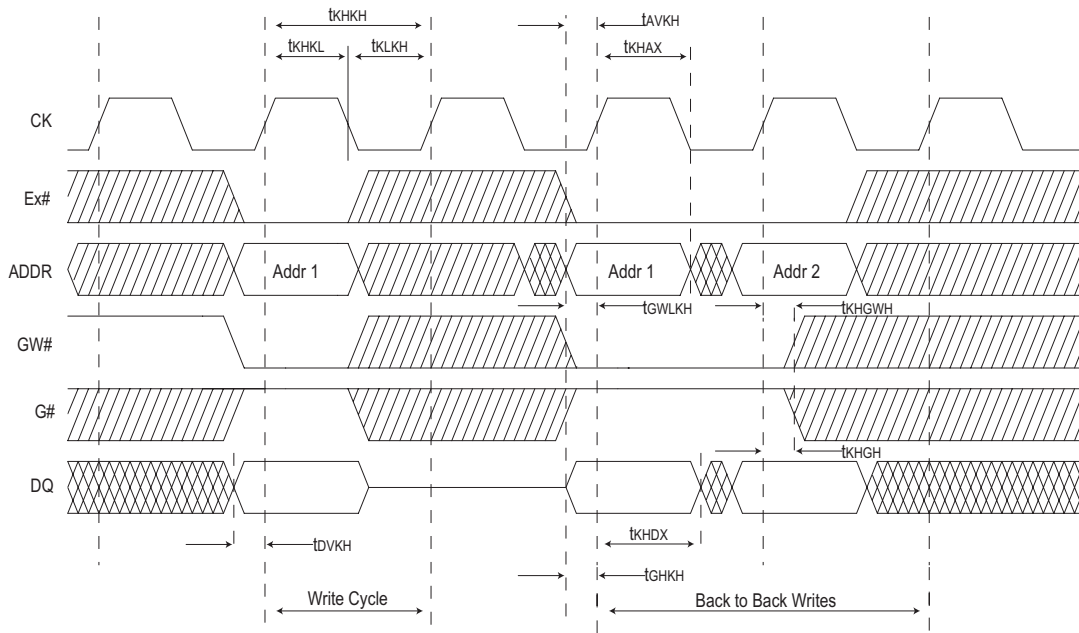 tKHKH
tAVKH
tKHKL
tKLKH
tKHAX
CK
Ex#
ADDR
Addr 1
Addr 1
Addr 2
tGWLKH
tKHGWH
GW#
G#
tKHGH
DQ
tDVKH
tKHDX
tGHKH
Write Cycle
Back to Back Writes